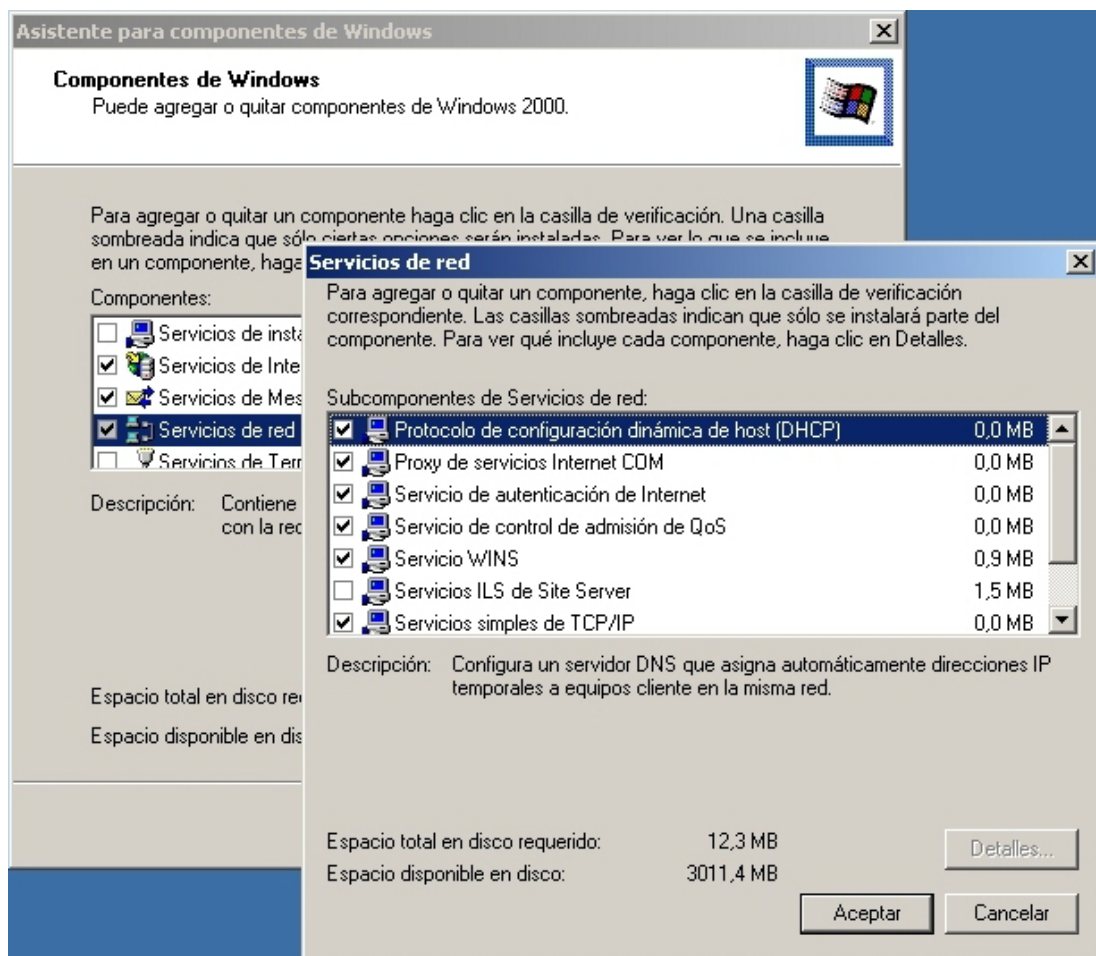 Asistente para componentes de Windows
Componentes de Windows
Puede agregar o quitar componentes de Windows 2000.
Para agregar o quitar un componente haga clic en la casilla de verificación. Una casilla
sombreada indica que sólo ciertas opciones serán instaladas. Para ver lo que se incluye
en un componente, haga
Componentes:
Servicios de insta
Servicios de Inte
Servicios de Mes
Servicios de red
Servicios de Terr
Descripción: Contiene
con la red
Espacio total en disco re
Espacio disponible en dis
Servicios de red
Para agregar o quitar un componente, haga clic en la casilla de verificación
correspondiente. Las casillas sombreadas indican que sólo se instalará parte del
componente. Para ver qué incluye cada componente, haga clic en Detalles.
Subcomponentes de Servicios de red:
Protocolo de configuración dinámica de host (DHCP) 0,0 MB
Proxy de servicios Internet COM 0,0 MB
Servicio de autenticación de Internet 0,0 MB
Servicio de control de admisión de QoS 0,0 MB
Servicio WINS 0,9 MB
Servicios ILS de Site Server 1,5 MB
Servicios simples de TCP/IP 0,0 MB
Descripción: Configura un servidor DNS que asigna automáticamente direcciones IP
temporales a equipos cliente en la misma red.
Espacio total en disco requerido: 12,3 MB
Detalles...
Espacio disponible en disco: 3011,4 MB
Aceptar Cancelar